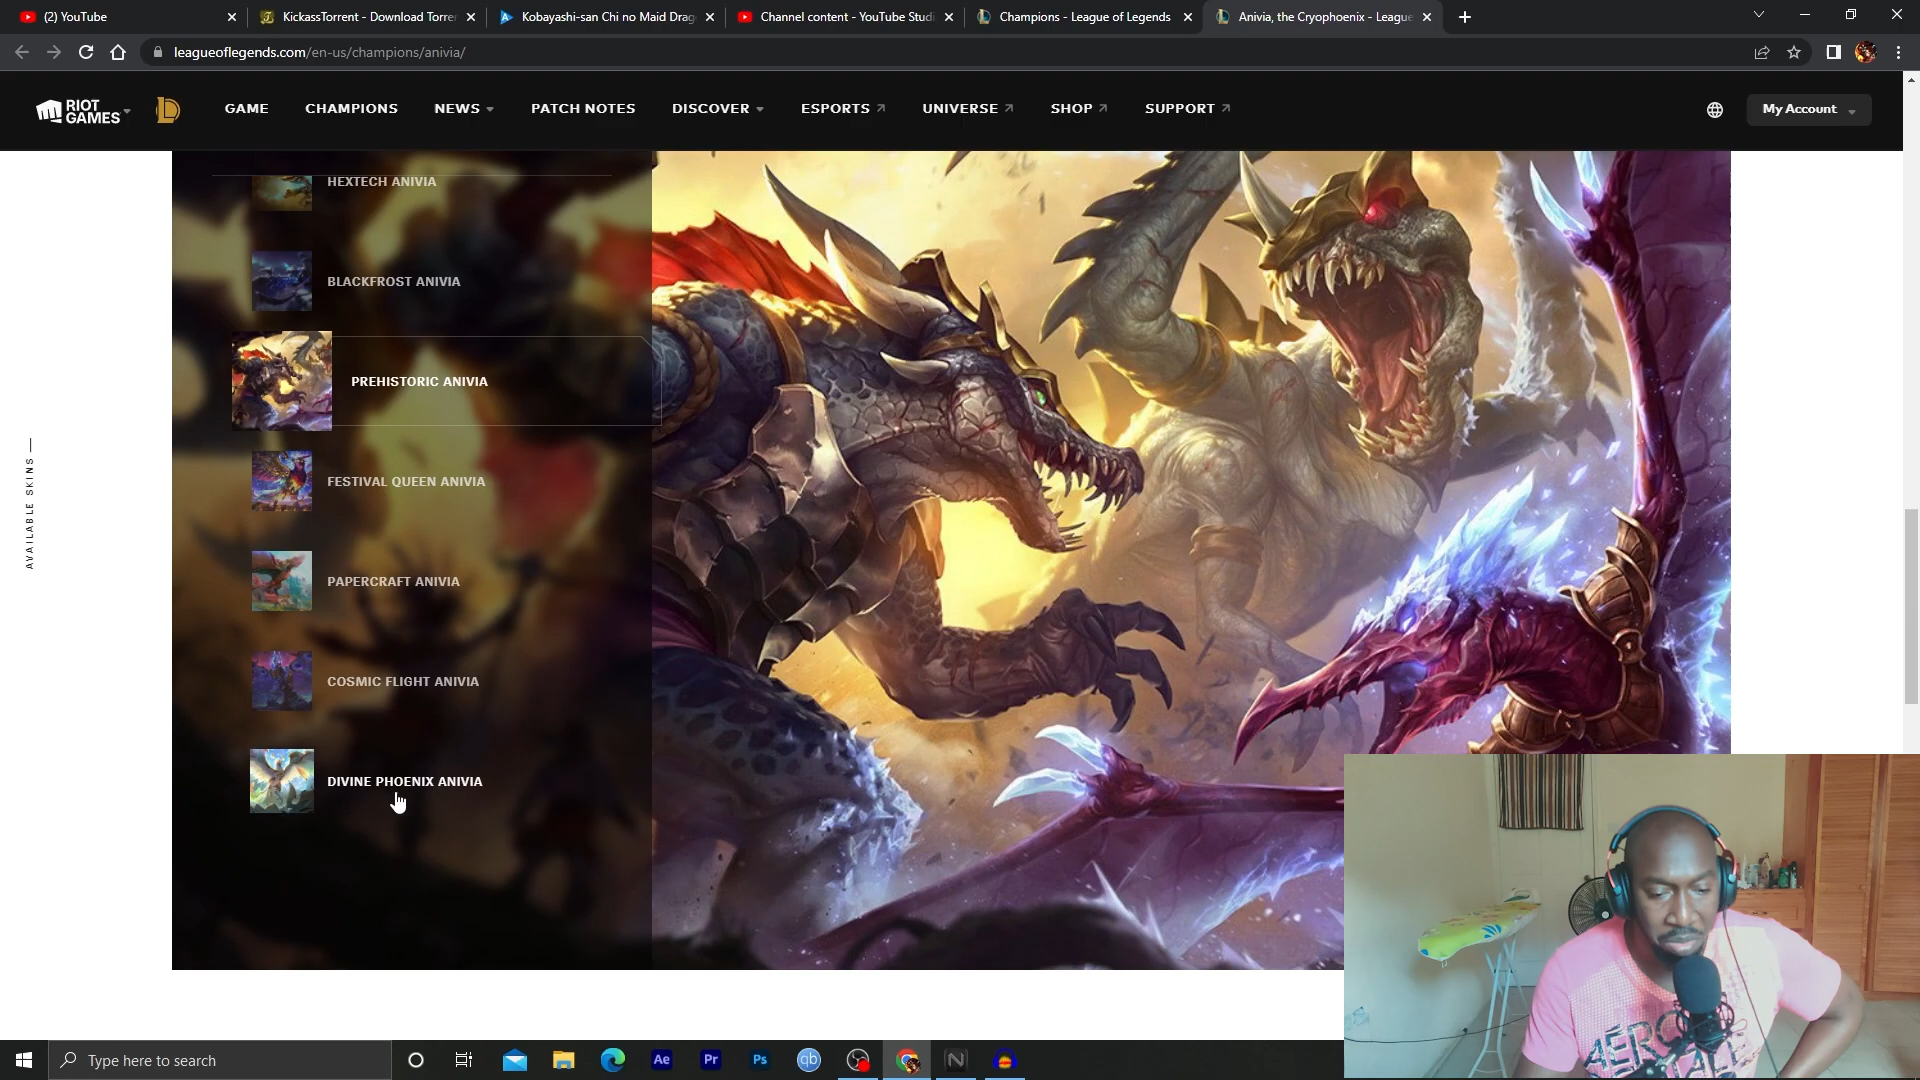 (2) YouTube
KickassTorrent - Download Torrer
Kobayashi-san Chi no Maid Drag
Channel content - YouTube Studi
Champions - League of Legends
Anivia, the Cryophoenix - League
leagueoflegends.com/en-us/champions/anivia/
RIOT GAMES
GAME
CHAMPIONS
NEWS
PATCH NOTES
DISCOVER
ESPORTS
UNIVERSE
SHOP
SUPPORT
My Account
HEXTECH ANIVIA
BLACKFROST ANIVIA
PREHISTORIC ANIVIA
FESTIVAL QUEEN ANIVIA
PAPERCRAFT ANIVIA
COSMIC FLIGHT ANIVIA
DIVINE PHOENIX ANIVIA
AVAILABLE SKINS
Type here to search
Ae
Pr
Ps
qb
N